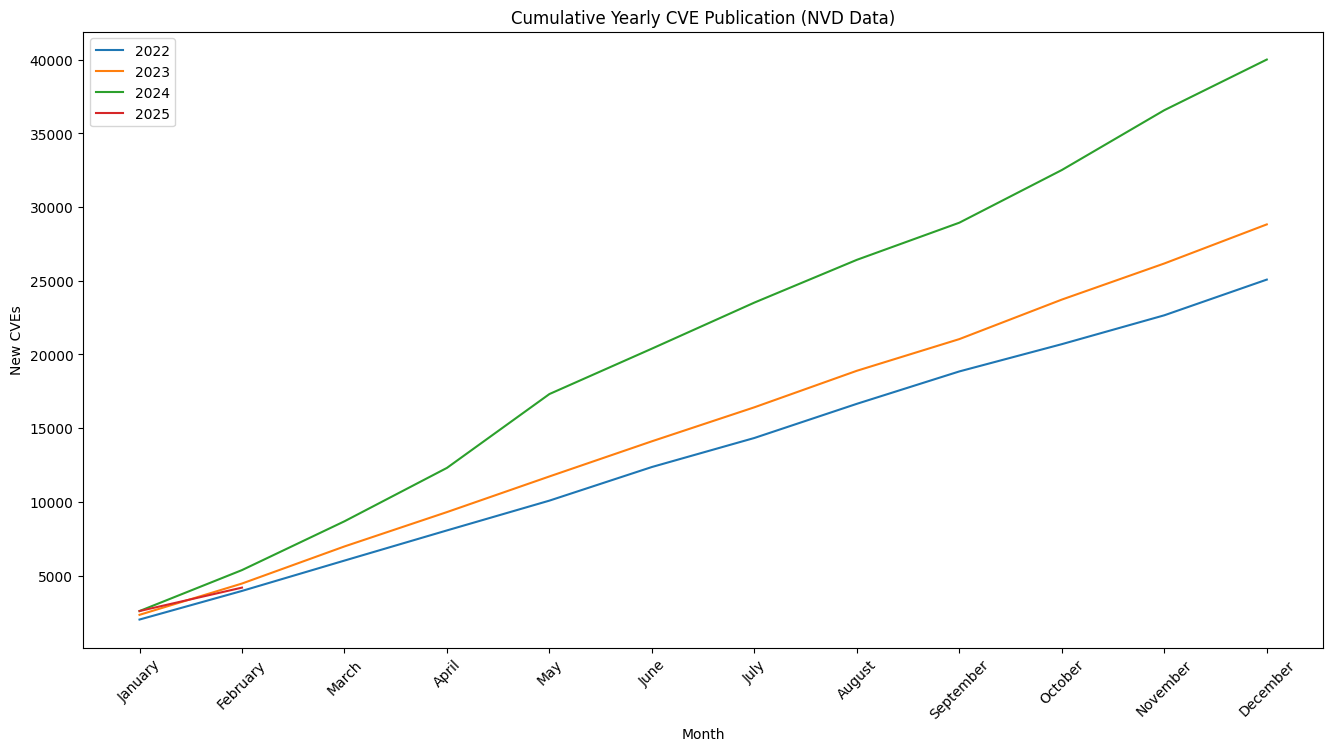 Cumulative Yearly CVE Publication (NVD Data)
2022
2023
2024
2025
40000
35000
30000
25000
20000
15000
10000
5000
New CVEs
January
February
March
April
May
June
July
August
September
October
November
December
Month